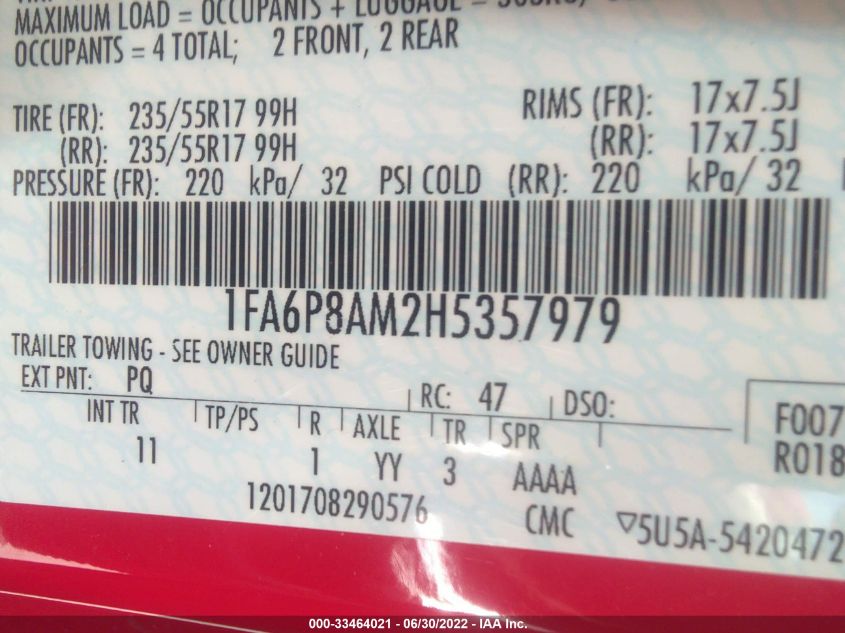 MAXIMUM LOAD = OCCUPANTS + LUGGAGE =
OCCUPANTS = 4 TOTAL; 2 FRONT, 2 REAR
TIRE (FR): 235/55R17 99H RIMS (FR): 17x7.5J
(RR): 235/55R17 99H (RR): 17x7.5J
PRESSURE (FR): 220 kPa/ 32 PSI COLD (RR): 220 kPa/ 32
1FA6P8AM2H5357979
TRAILER TOWING - SEE OWNER GUIDE
EXT PNT: PQ RC: 47 DSO:
INT TR TP/PS R AXLE TR SPR F007
11 1 YY 3 AAAA R018
1201708290576 CMC ▽5U5A-5420472
000-33464021 - 06/30/2022 - IAA Inc.